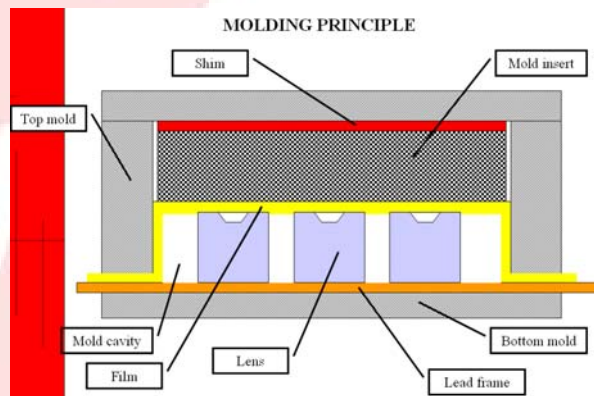 MOLDING PRINCIPLE
Shim
Mold insert
Top mold
Mold cavity
Film
Lens
Bottom mold
Lead frame